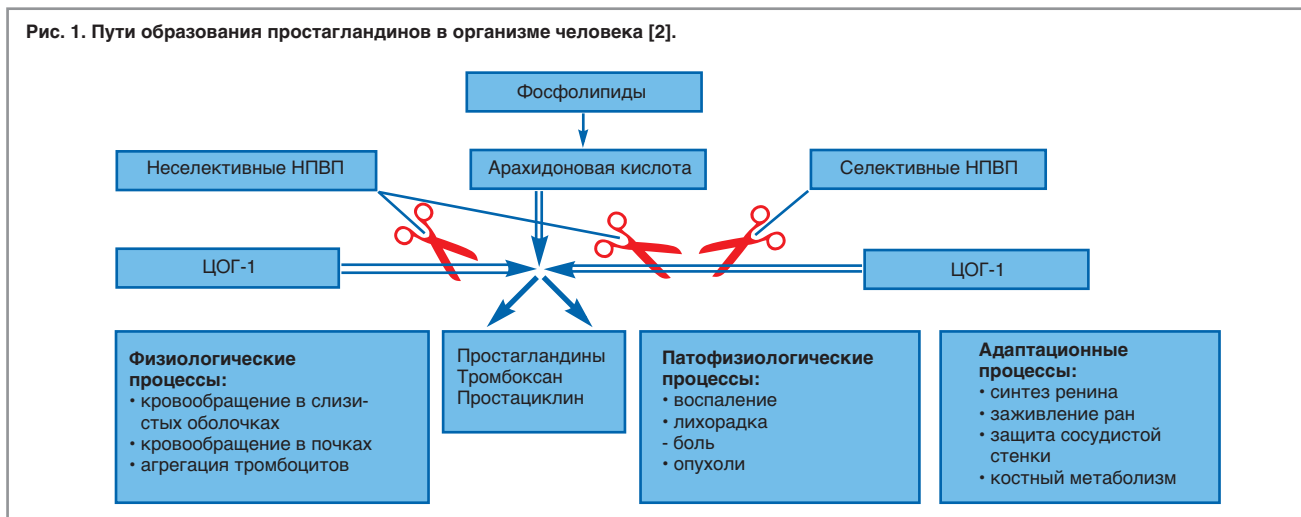 Рис. 1. Пути образования простагландинов в организме человека [2].
Фосфолипиды
Неселективные НПВП
Арахидоновая кислота
Селективные НПВП
ЦОГ-1
ЦОГ-1
Физиологические
процессы:
• кровообращение в слизи-
стых оболочках
• кровообращение в почках
• агрегация тромбоцитов
Простагландины
Тромбоксан
Простациклин
Патофизиологические
процессы:
• воспаление
• лихорадка
- боль
• опухоли
Адаптационные
процессы:
• синтез ренина
• заживление ран
• защита сосудистой
стенки
• костный метаболизм